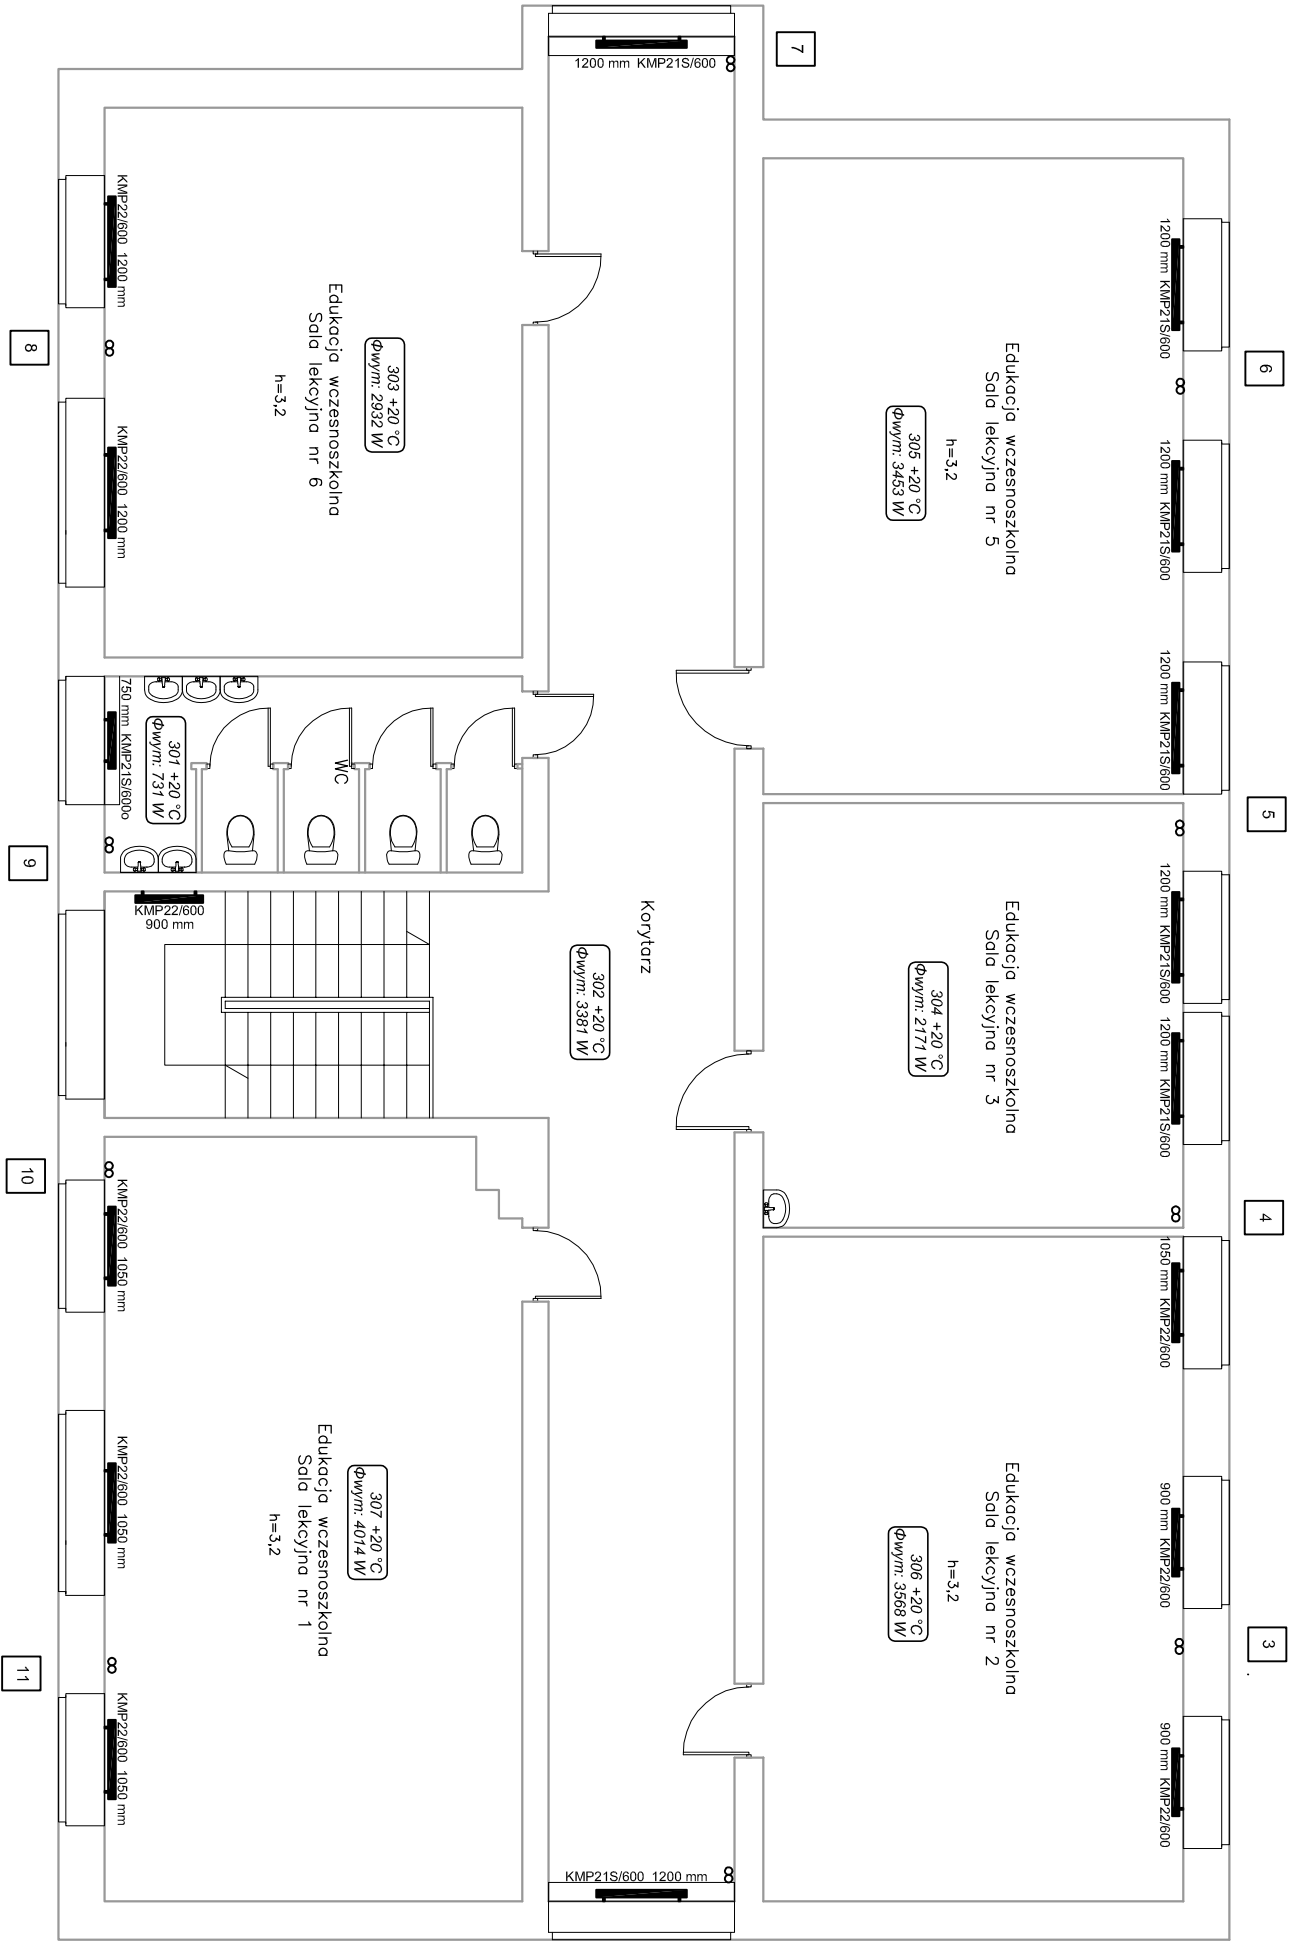 7
1200 mm KMP21S/600
KMP22/600 1200 mm
8
KMP22/600 1200 mm
Edukacja wczesnoszkolna
Sala lekcyjna nr 6
h=3,2
303 +20 °C
Φwym: 2932 W
1200 mm KMP21S/600
6
1200 mm KMP21S/600
1200 mm KMP21S/600
Edukacja wczesnoszkolna
Sala lekcyjna nr 5
h=3,2
305 +20 °C
Φwym: 3453 W
750 mm KMP21S/600o
301 +20 °C
Φwym: 731 W
WC
9
KMP22/600
900 mm
Korytarz
302 +20 °C
Φwym: 3381 W
5
1200 mm KMP21S/600
1200 mm KMP21S/600
Edukacja wczesnoszkolna
Sala lekcyjna nr 3
304 +20 °C
Φwym: 2171 W
4
10
KMP22/600 1050 mm
KMP22/600 1050 mm
KMP22/600 1050 mm
11
Edukacja wczesnoszkolna
Sala lekcyjna nr 1
h=3,2
307 +20 °C
Φwym: 4014 W
1050 mm KMP22/600
900 mm KMP22/600
900 mm KMP22/600
3
Edukacja wczesnoszkolna
Sala lekcyjna nr 2
h=3,2
306 +20 °C
Φwym: 3568 W
KMP21S/600 1200 mm